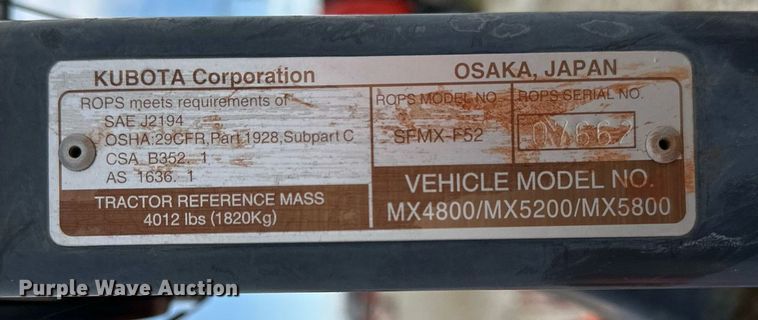 KUBOTA Corporation OSAKA, JAPAN
ROPS meets requirements of
SAE J2194
OSHA:29CFR,Part 1928,Subpart C
CSA B352. 1
AS 1636. 1
TRACTOR REFERENCE MASS
4012 lbs (1820Kg)
ROPS MODEL NO. ROPS SERIAL NO.
SFMX-F52 07667
VEHICLE MODEL NO.
MX4800/MX5200/MX5800
Purple Wave Auction